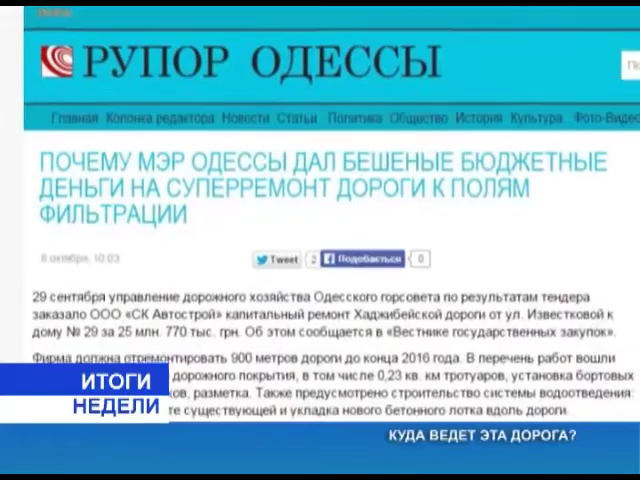 РУПОР ОДЕССЫ
По
Главная Колонка редактора Новости Статьи Политика Общество История Культура Фото-Видео
ПОЧЕМУ МЭР ОДЕССЫ ДАЛ БЕШЕНЫЕ БЮДЖЕТНЫЕ
ДЕНЬГИ НА СУПЕРРЕМОНТ ДОРОГИ К ПОЛЯМ
ФИЛЬТРАЦИИ
8 октября, 10:03
Tweet 2 Подобається 0
29 сентября управление дорожного хозяйства Одесского горсовета по результатам тендера
заказало ООО «СК Автострой» капитальный ремонт Хаджибейской дороги от ул. Известковой к
дому № 29 за 25 млн. 770 тыс. грн. Об этом сообщается в «Вестнике государственных закупок».
Фирма должна отремонтировать 900 метров дороги до конца 2016 года. В перечень работ вошли
дорожного покрытия, в том числе 0,23 кв. км тротуаров, установка бортовых
ков, разметка. Также предусмотрено строительство системы водоотведения:
те существующей и укладка нового бетонного лотка вдоль дороги.
ИТОГИ
НЕДЕЛИ
КУДА ВЕДЕТ ЭТА ДОРОГА?